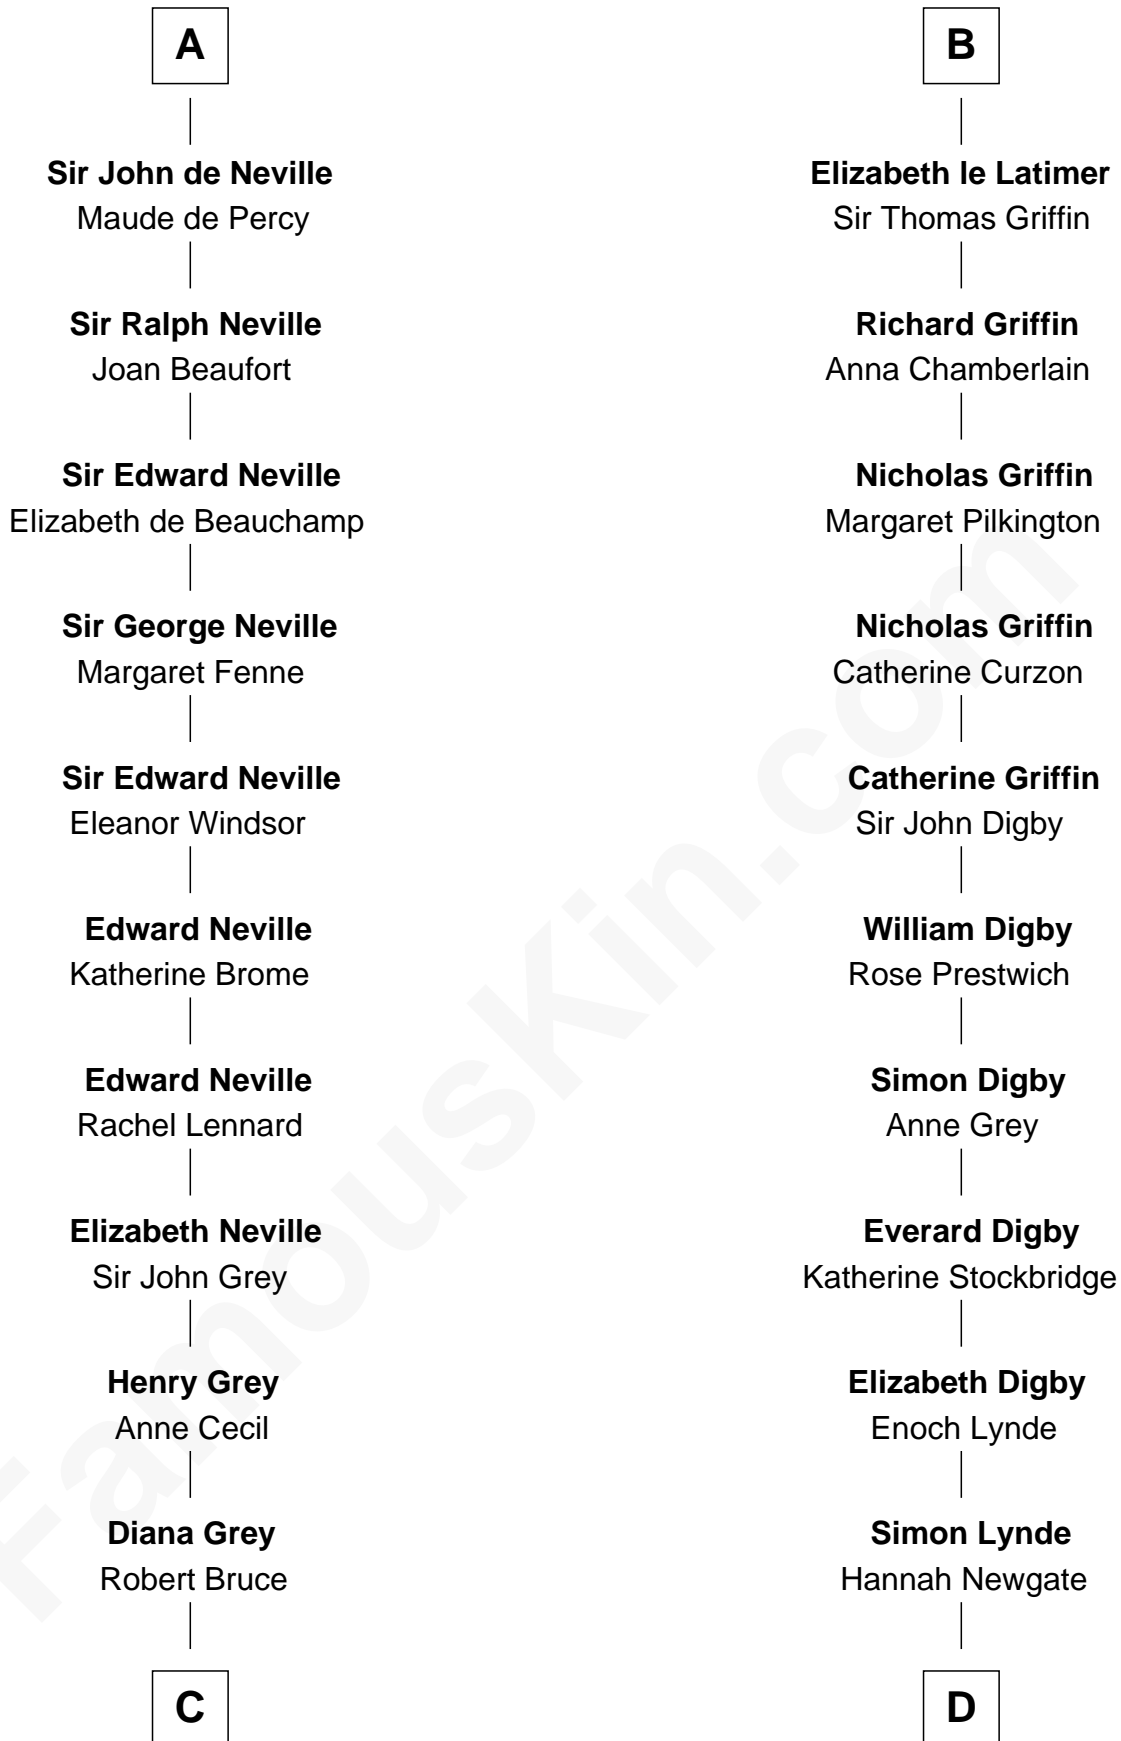 A
Sir John de Neville
Maude de Percy
Sir Ralph Neville
Joan Beaufort
Sir Edward Neville
Elizabeth de Beauchamp
Sir George Neville
Margaret Fenne
Sir Edward Neville
Eleanor Windsor
Edward Neville
Katherine Brome
Edward Neville
Rachel Lennard
Elizabeth Neville
Sir John Grey
Henry Grey
Anne Cecil
Diana Grey
Robert Bruce
C
B
Elizabeth le Latimer
Sir Thomas Griffin
Richard Griffin
Anna Chamberlain
Nicholas Griffin
Margaret Pilkington
Nicholas Griffin
Catherine Curzon
Catherine Griffin
Sir John Digby
William Digby
Rose Prestwich
Simon Digby
Anne Grey
Everard Digby
Katherine Stockbridge
Elizabeth Digby
Enoch Lynde
Simon Lynde
Hannah Newgate
D
FamousKin.com